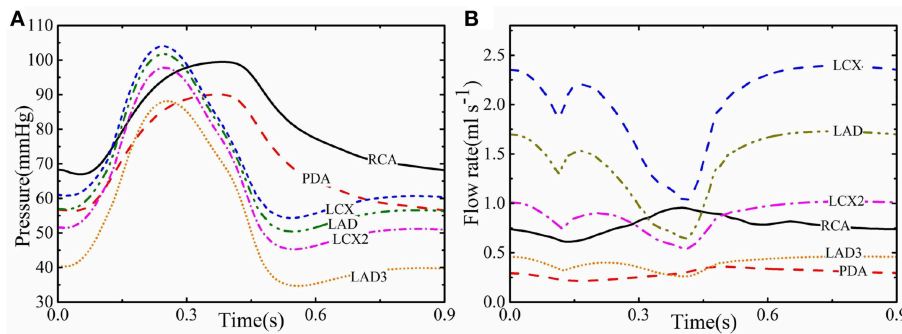 A
Pressure(mmHg)
110
100
90
80
70
60
50
40
30
0.0
0.3
0.6
0.9
Time(s)
RCA
PDA
LCX
LAD
LCX2
LAD3
B
Flow rate(ml s⁻¹)
2.5
2.0
1.5
1.0
0.5
0.0
0.0
0.3
0.6
0.9
Time(s)
LCX
LAD
LCX2
RCA
LAD3
PDA